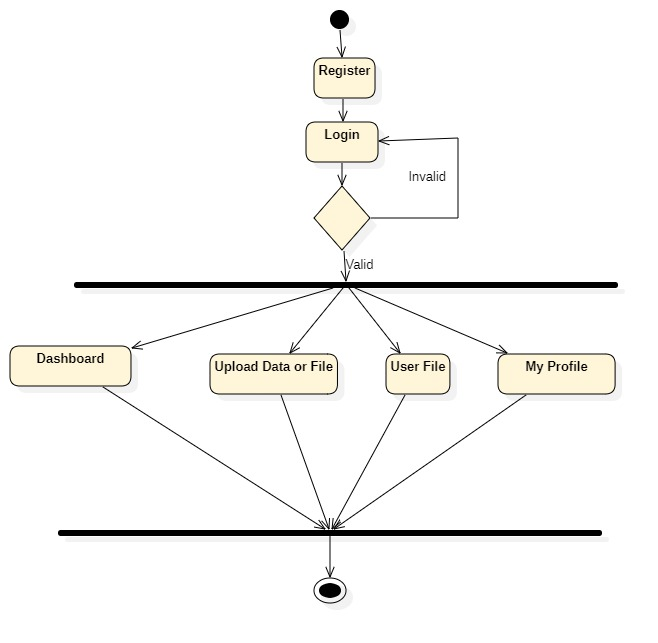 Register
Login
Invalid
Valid
Dashboard
Upload Data or File
User File
My Profile